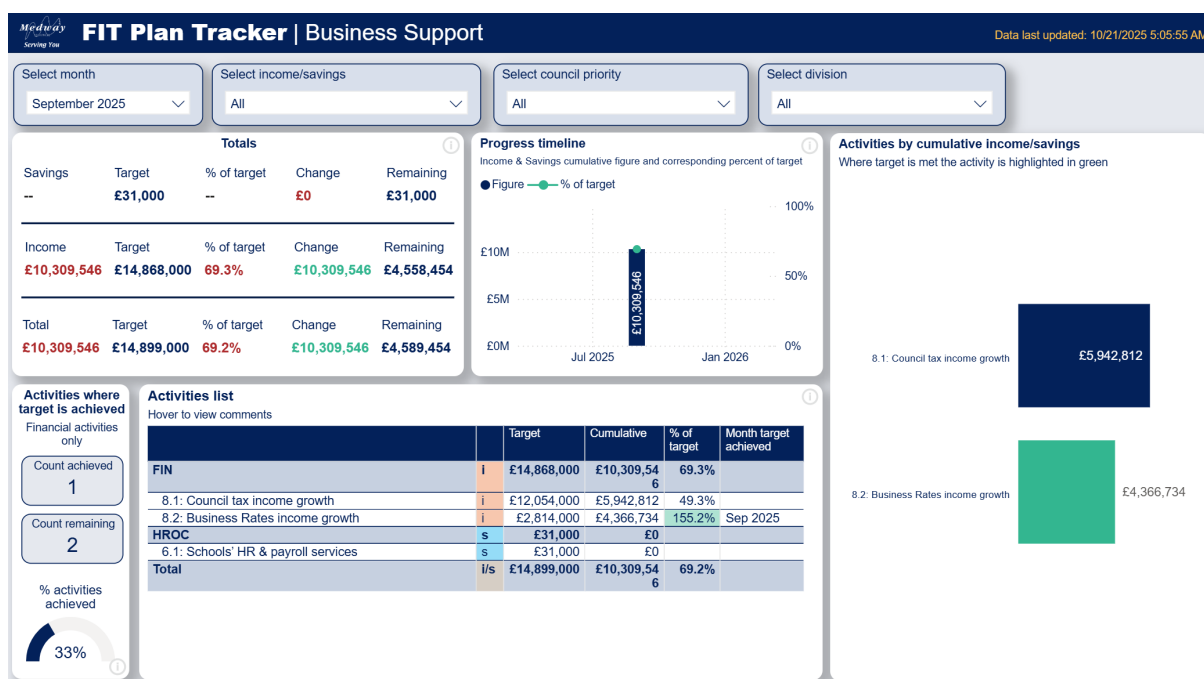 Medway
Serving You
FIT Plan Tracker | Business Support
Data last updated: 10/21/2025 5:05:55 AM
Select month
September 2025
Select income/savings
All
Select council priority
All
Select division
All
Totals
Savings Target % of target Change Remaining
-- £31,000 -- £0 £31,000
Income Target % of target Change Remaining
£10,309,546 £14,868,000 69.3% £10,309,546 £4,558,454
Total Target % of target Change Remaining
£10,309,546 £14,899,000 69.2% £10,309,546 £4,589,454
Progress timeline
Income & Savings cumulative figure and corresponding percent of target
Figure % of target
100%
£10M
50%
£5M
£0M
0%
£10,309,546
Jul 2025 Jan 2026
Activities by cumulative income/savings
Where target is met the activity is highlighted in green
8.1: Council tax income growth £5,942,812
8.2: Business Rates income growth £4,366,734
Activities where
target is achieved
Financial activities
only
Count achieved
1
Count remaining
2
% activities
achieved
33%
Activities list
Hover to view comments
Target Cumulative % of target Month target achieved
FIN i £14,868,000 £10,309,546 69.3%
8.1: Council tax income growth i £12,054,000 £5,942,812 49.3%
8.2: Business Rates income growth i £2,814,000 £4,366,734 155.2% Sep 2025
HROC s £31,000 £0
6.1: Schools' HR & payroll services s £31,000 £0
Total i/s £14,899,000 £10,309,546 69.2%